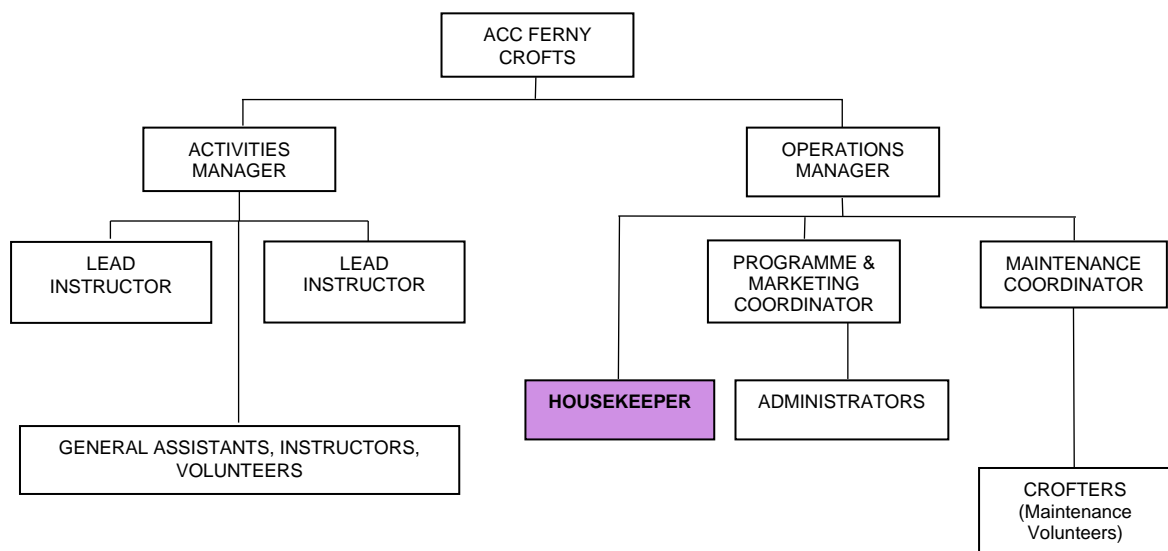 ACC FERNY
CROFTS
ACTIVITIES
MANAGER
OPERATIONS
MANAGER
LEAD
INSTRUCTOR
LEAD
INSTRUCTOR
PROGRAMME &
MARKETING
COORDINATOR
MAINTENANCE
COORDINATOR
HOUSEKEEPER
ADMINISTRATORS
GENERAL ASSISTANTS, INSTRUCTORS,
VOLUNTEERS
CROFTERS
(Maintenance
Volunteers)